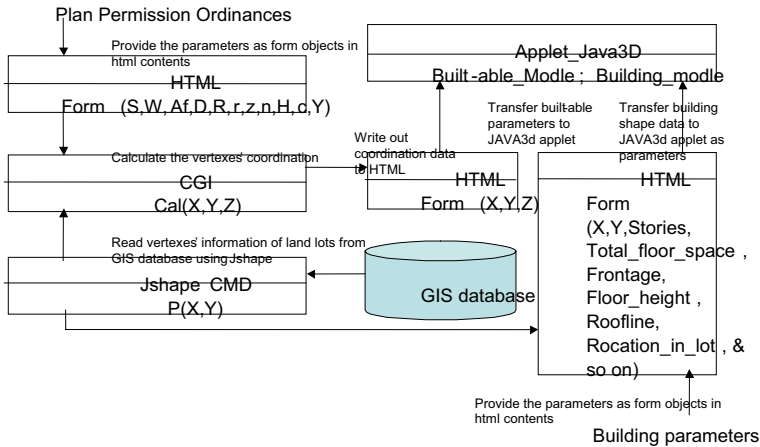 Plan Permission Ordinances
Provide the parameters as form objects in
html contents
HTML
Form (S,W,Af,D,R,r,z,n,H,c,Y)
Calculate the vertexes' coordination
CGI
Cal(X,Y,Z)
Read vertexes' information of land lots from
GIS database using Jshape
Jshape CMD
P(X,Y)
Write out
coordination data
to HTML
HTML
Form (X,Y,Z)
GIS database
Applet_Java3D
Built-able_Modle ; Building_modle
Transfer built-able
parameters to
JAVA3d applet
Transfer building
shape data to
JAVA3d applet as
parameters
HTML
Form
(X,Y,Stories,
Total_floor_space ,
Frontage,
Floor_height ,
Roofline,
Rocation_in_lot , &
so on)
Provide the parameters as form objects in
html contents
Building parameters